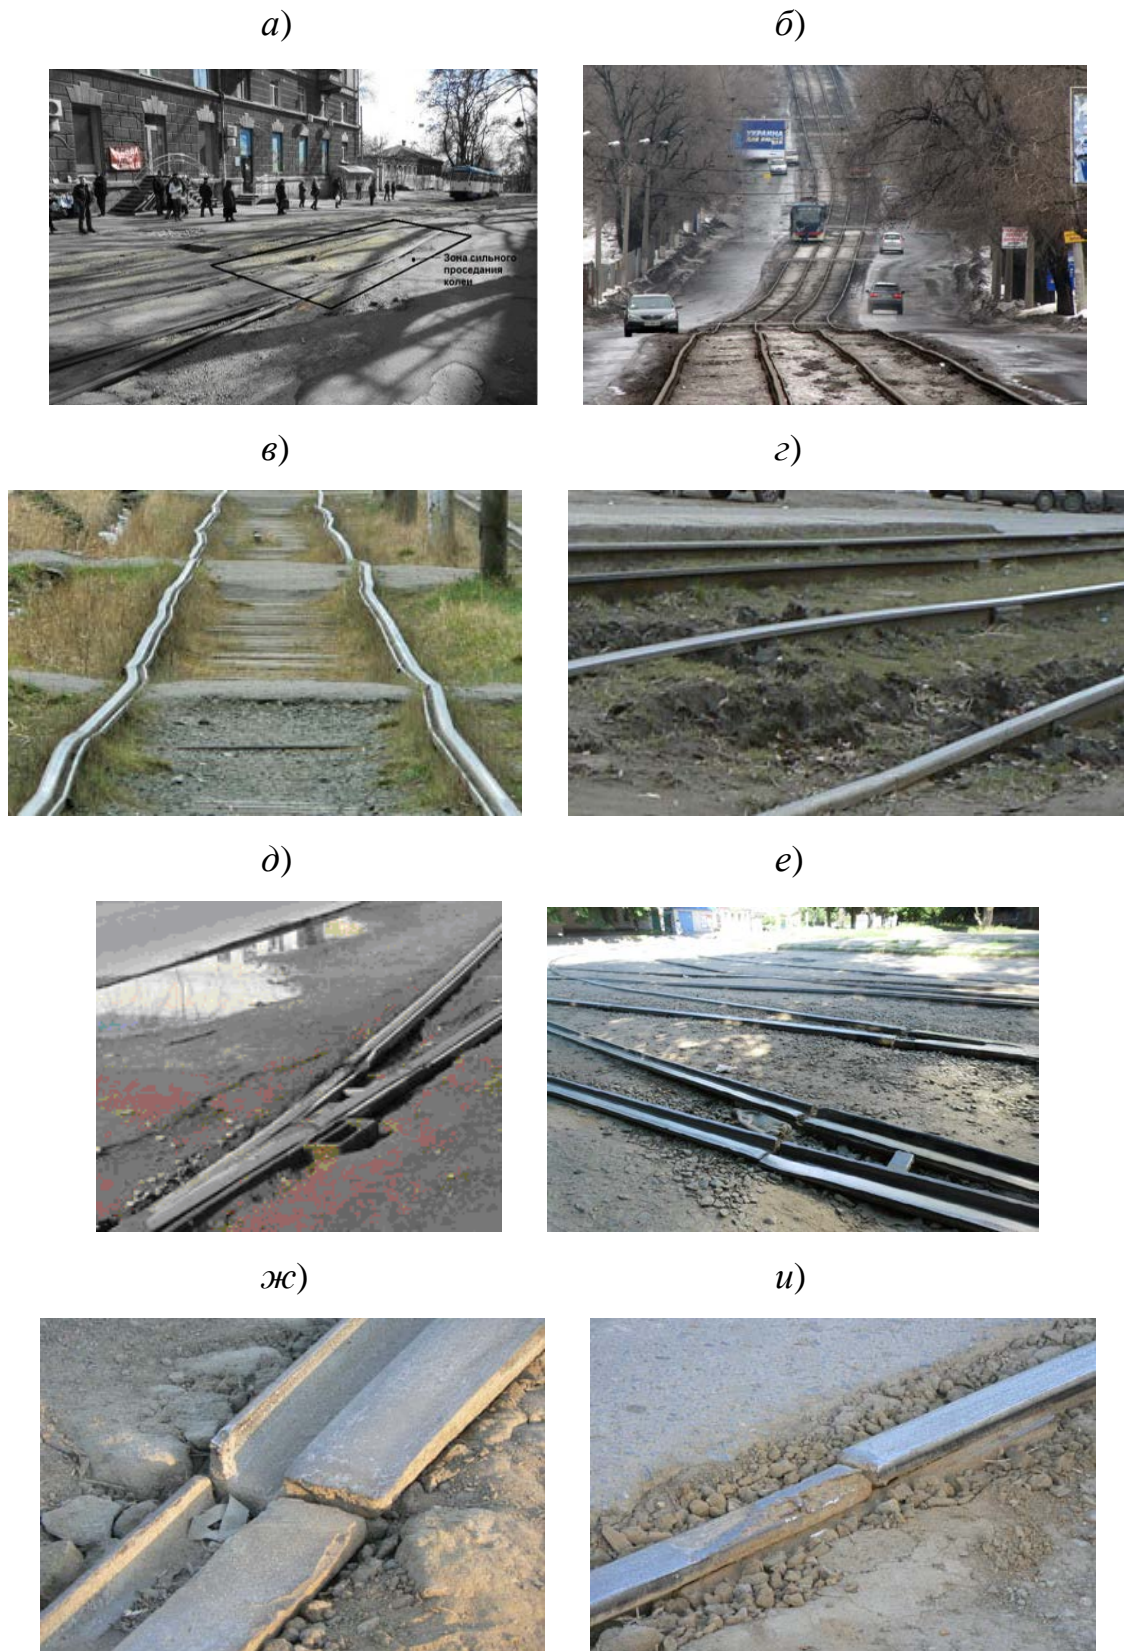 а)
б)
Зона сильного
проседания
колеи
УКРАИНА
в)
г)
д)
е)
ж)
и)